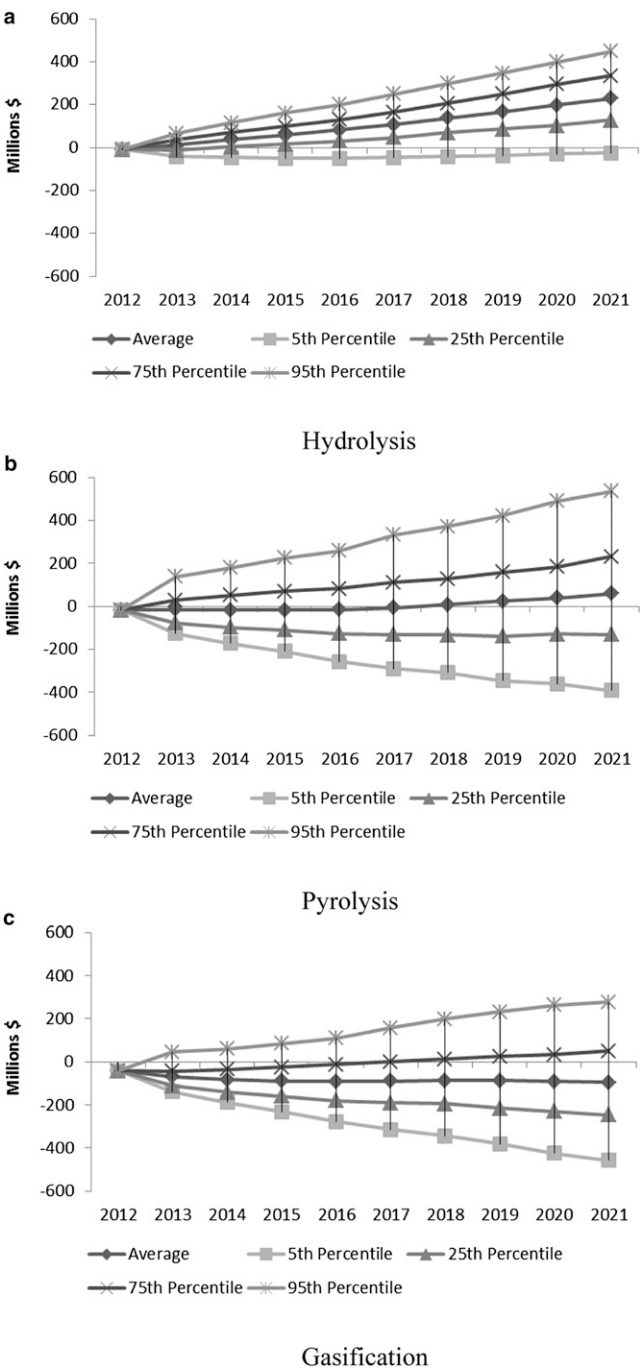 a
600
400
200
0
-200
-400
-600
Millions $
2012 2013 2014 2015 2016 2017 2018 2019 2020 2021
Average 5th Percentile 25th Percentile
75th Percentile 95th Percentile
Hydrolysis
b
600
400
200
0
-200
-400
-600
Millions $
2012 2013 2014 2015 2016 2017 2018 2019 2020 2021
Average 5th Percentile 25th Percentile
75th Percentile 95th Percentile
Pyrolysis
c
600
400
200
0
-200
-400
-600
Millions $
2012 2013 2014 2015 2016 2017 2018 2019 2020 2021
Average 5th Percentile 25th Percentile
75th Percentile 95th Percentile
Gasification